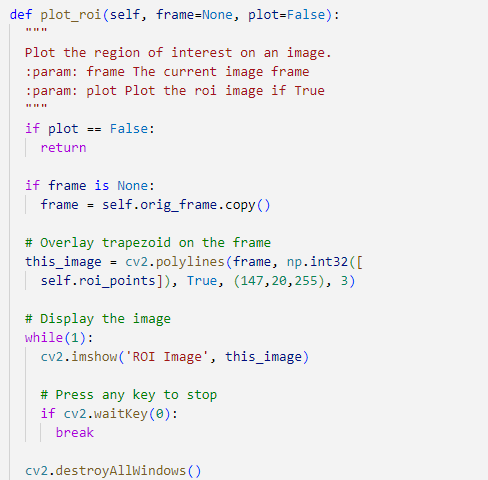 def plot_roi(self, frame=None, plot=False):
  """
  Plot the region of interest on an image.
  :param: frame The current image frame
  :param: plot Plot the roi image if True
  """
  if plot == False:
    return

  if frame is None:
    frame = self.orig_frame.copy()

  # Overlay trapezoid on the frame
  this_image = cv2.polylines(frame, np.int32([
    self.roi_points]), True, (147,20,255), 3)

  # Display the image
  while(1):
    cv2.imshow('ROI Image', this_image)

    # Press any key to stop
    if cv2.waitKey(0):
      break

  cv2.destroyAllWindows()